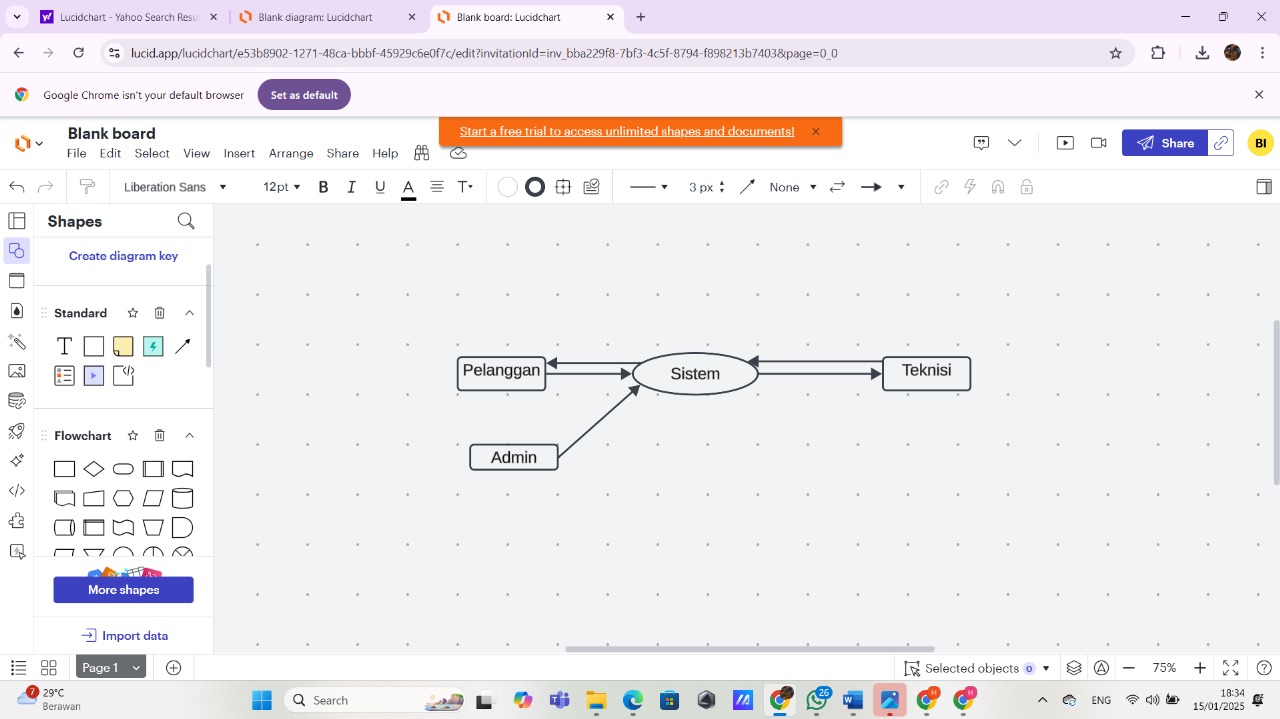 Lucidchart - Yahoo Search Resu
Blank diagram: Lucidchart
Blank board: Lucidchart
lucid.app/lucidchart/e53b8902-1271-48ca-bbbf-45929c6e0f7c/edit?invitationId=inv_bba229f8-7bf3-4c5f-8794-f898213b7403&page=0_0
Google Chrome isn't your default browser
Set as default
Start a free trial to access unlimited shapes and documents!
Blank board
File Edit Select View Insert Arrange Share Help
Share
BI
Liberation Sans 12pt B I U A T 3 px None
Shapes
Create diagram key
Standard
T
Flowchart
More shapes
Import data
Pelanggan
Sistem
Teknisi
Admin
Page 1
Selected objects 0
75%
7
29°C
Berawan
Search
26
H
H
ENG
18:34
15/01/2025